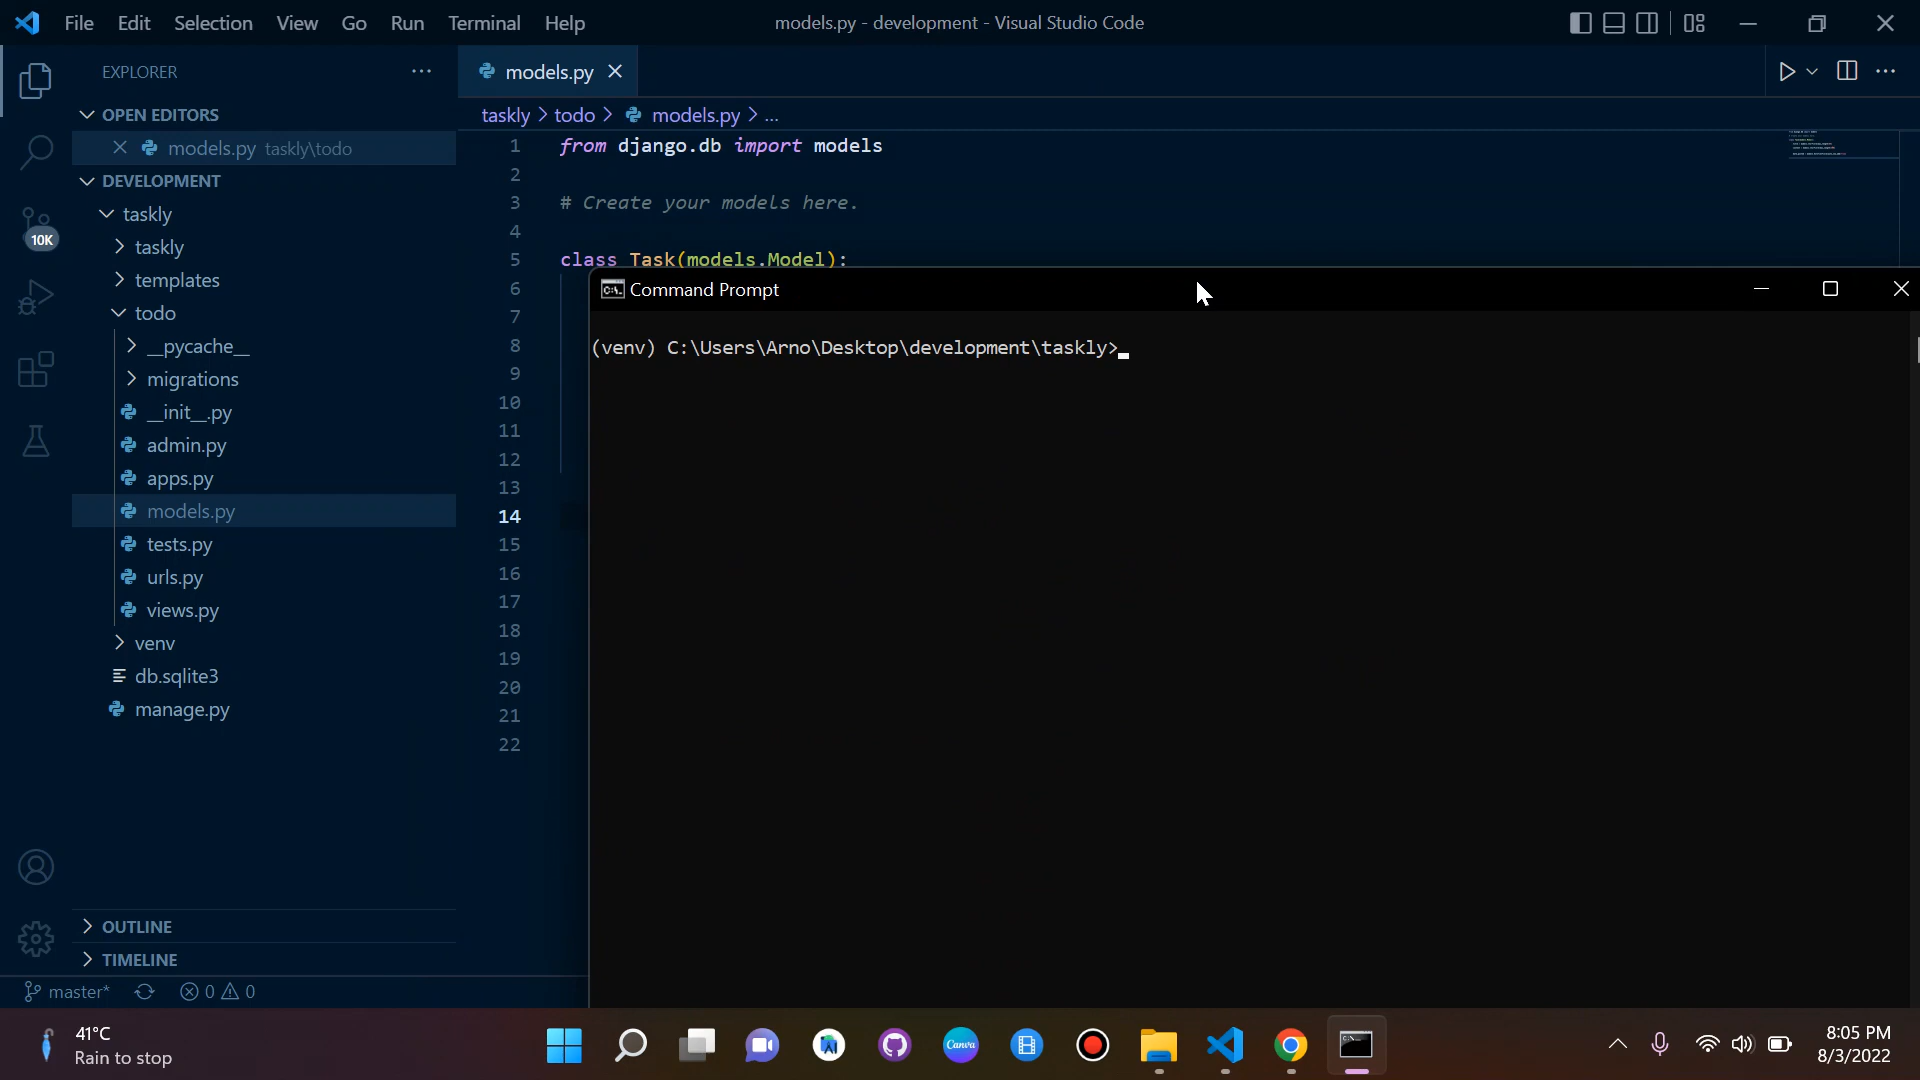 File Edit Selection View Go Run Terminal Help
models.py - development - Visual Studio Code
EXPLORER
OPEN EDITORS
models.py taskly\todo
DEVELOPMENT
taskly
taskly
templates
todo
__pycache__
migrations
__init__.py
admin.py
apps.py
models.py
tests.py
urls.py
views.py
venv
db.sqlite3
manage.py
OUTLINE
TIMELINE
10K
models.py
taskly > todo > models.py > ...
1 from django.db import models
2
3 # Create your models here.
4
5 class Task(models.Model):
6
7
8
9
10
11
12
13
14
15
16
17
18
19
20
21
22
Command Prompt
(venv) C:\Users\Arno\Desktop\development\taskly>
master* 0 0
41°C
Rain to stop
Canva
8:05 PM
8/3/2022